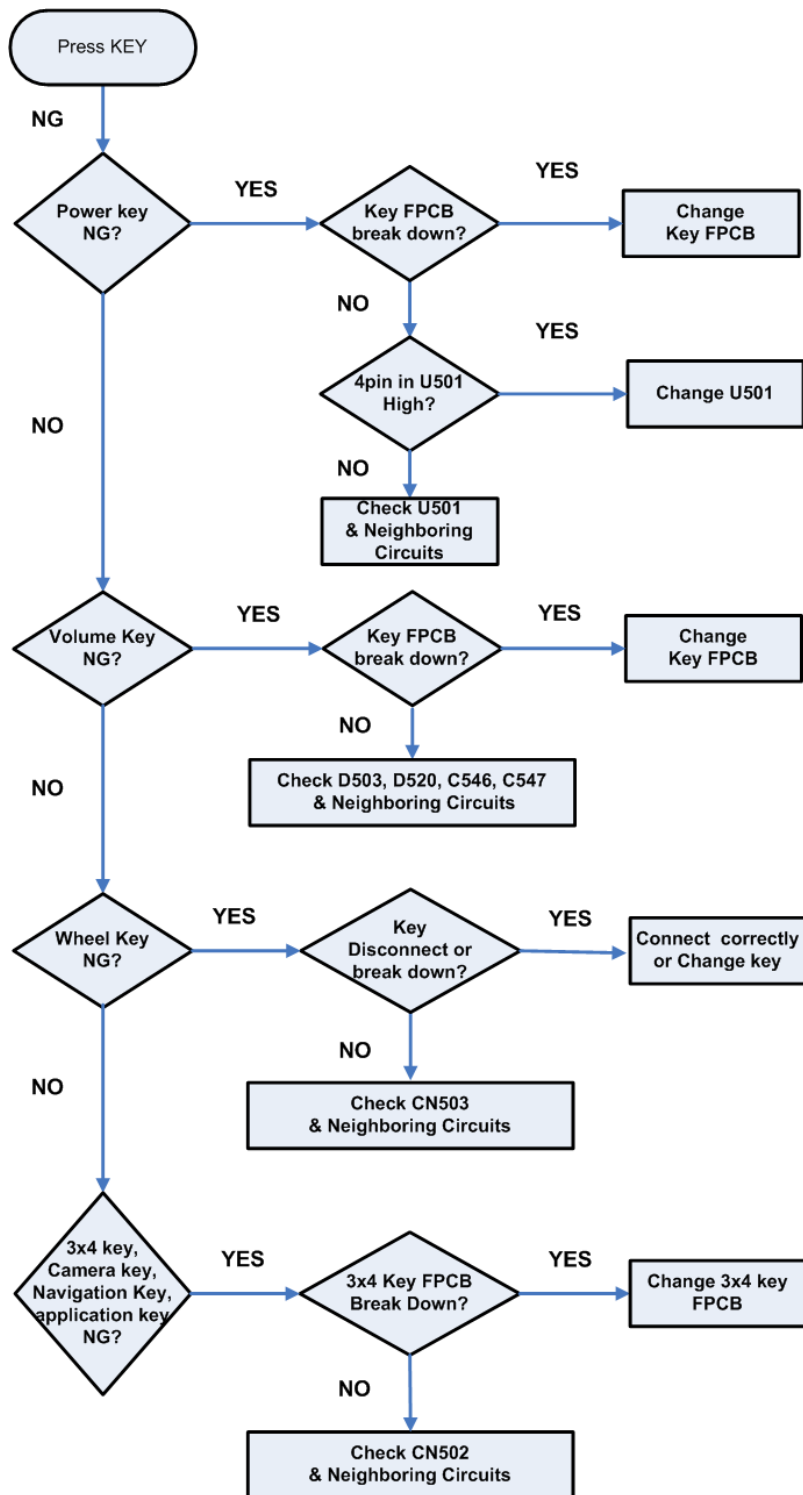 Press KEY
NG
Power key
NG?
YES
Key FPCB
break down?
YES
Change
Key FPCB
NO
4pin in U501
High?
YES
Change U501
NO
Check U501
& Neighboring
Circuits
NO
Volume Key
NG?
YES
Key FPCB
break down?
YES
Change
Key FPCB
NO
Check D503, D520, C546, C547
& Neighboring Circuits
NO
Wheel Key
NG?
YES
Key
Disconnect or
break down?
YES
Connect correctly
or Change key
NO
Check CN503
& Neighboring Circuits
NO
3x4 key,
Camera key,
Navigation Key,
application key
NG?
YES
3x4 Key FPCB
Break Down?
YES
Change 3x4 key
FPCB
NO
Check CN502
& Neighboring Circuits